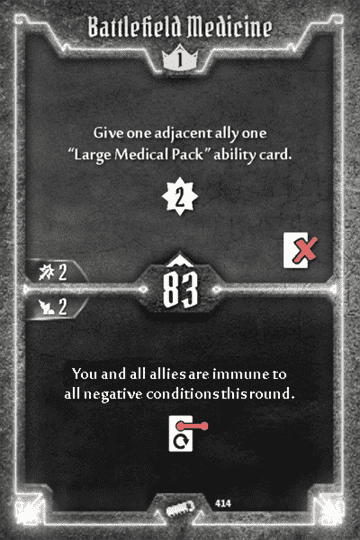 Battlefield Medicine
1
Give one adjacent ally one
“Large Medical Pack” ability card.
2
2
83
2
You and all allies are immune to
all negative conditions this round.
414